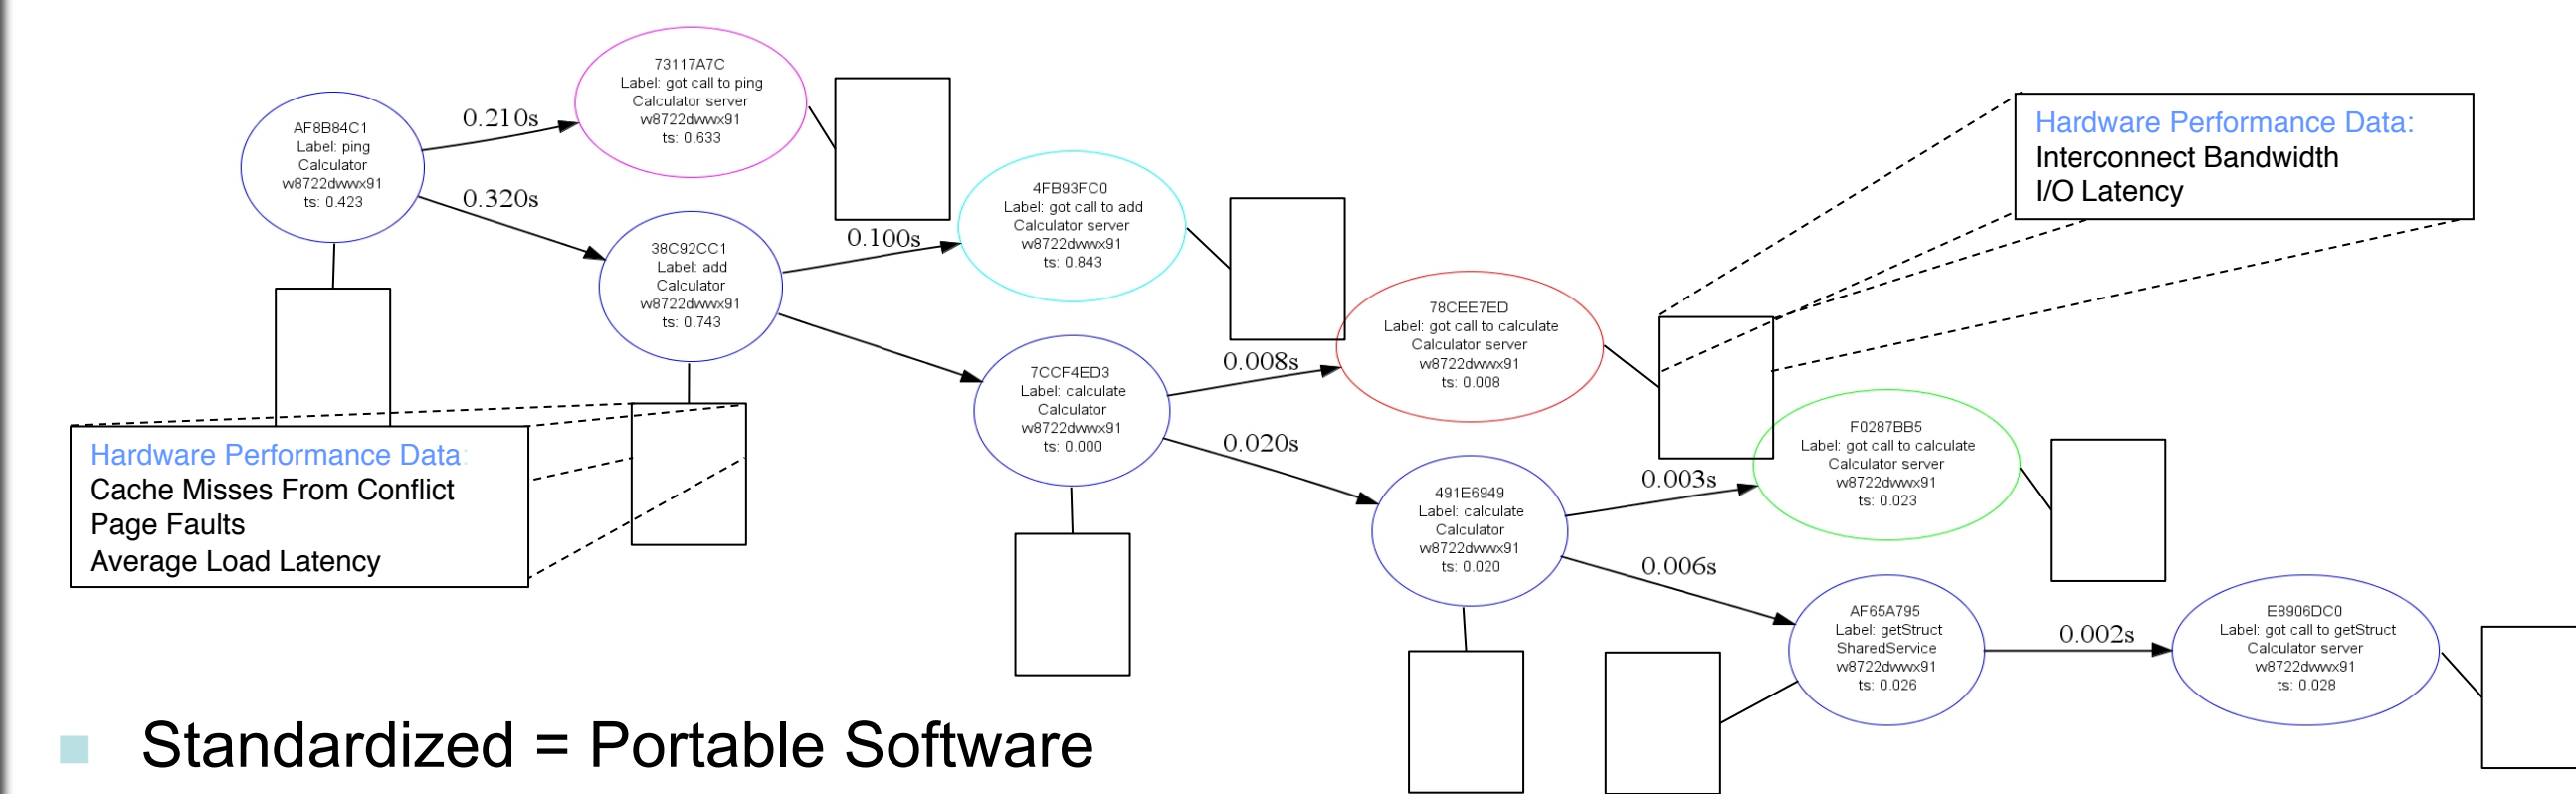 73117A7C
Label: got call to ping
Calculator server
w8722dwwx91
ts: 0.633
AF8B84C1
Label: ping
Calculator
w8722dwwx91
ts: 0.423
0.210s
0.320s
38C92CC1
Label: add
Calculator
w8722dwwx91
ts: 0.743
0.100s
4FB93FC0
Label: got call to add
Calculator server
w8722dwwx91
ts: 0.843
Hardware Performance Data:
Interconnect Bandwidth
I/O Latency
78CEE7ED
Label: got call to calculate
Calculator server
w8722dwwx91
ts: 0.008
0.008s
7CCF4ED3
Label: calculate
Calculator
w8722dwwx91
ts: 0.000
0.020s
Hardware Performance Data:
Cache Misses From Conflict
Page Faults
Average Load Latency
491E6949
Label: calculate
Calculator
w8722dwwx91
ts: 0.020
0.003s
F0287BB5
Label: got call to calculate
Calculator server
w8722dwwx91
ts: 0.023
0.006s
AF65A795
Label: getStruct
SharedService
w8722dwwx91
ts: 0.026
0.002s
E8906DC0
Label: got call to getStruct
Calculator server
w8722dwwx91
ts: 0.028
Standardized = Portable Software